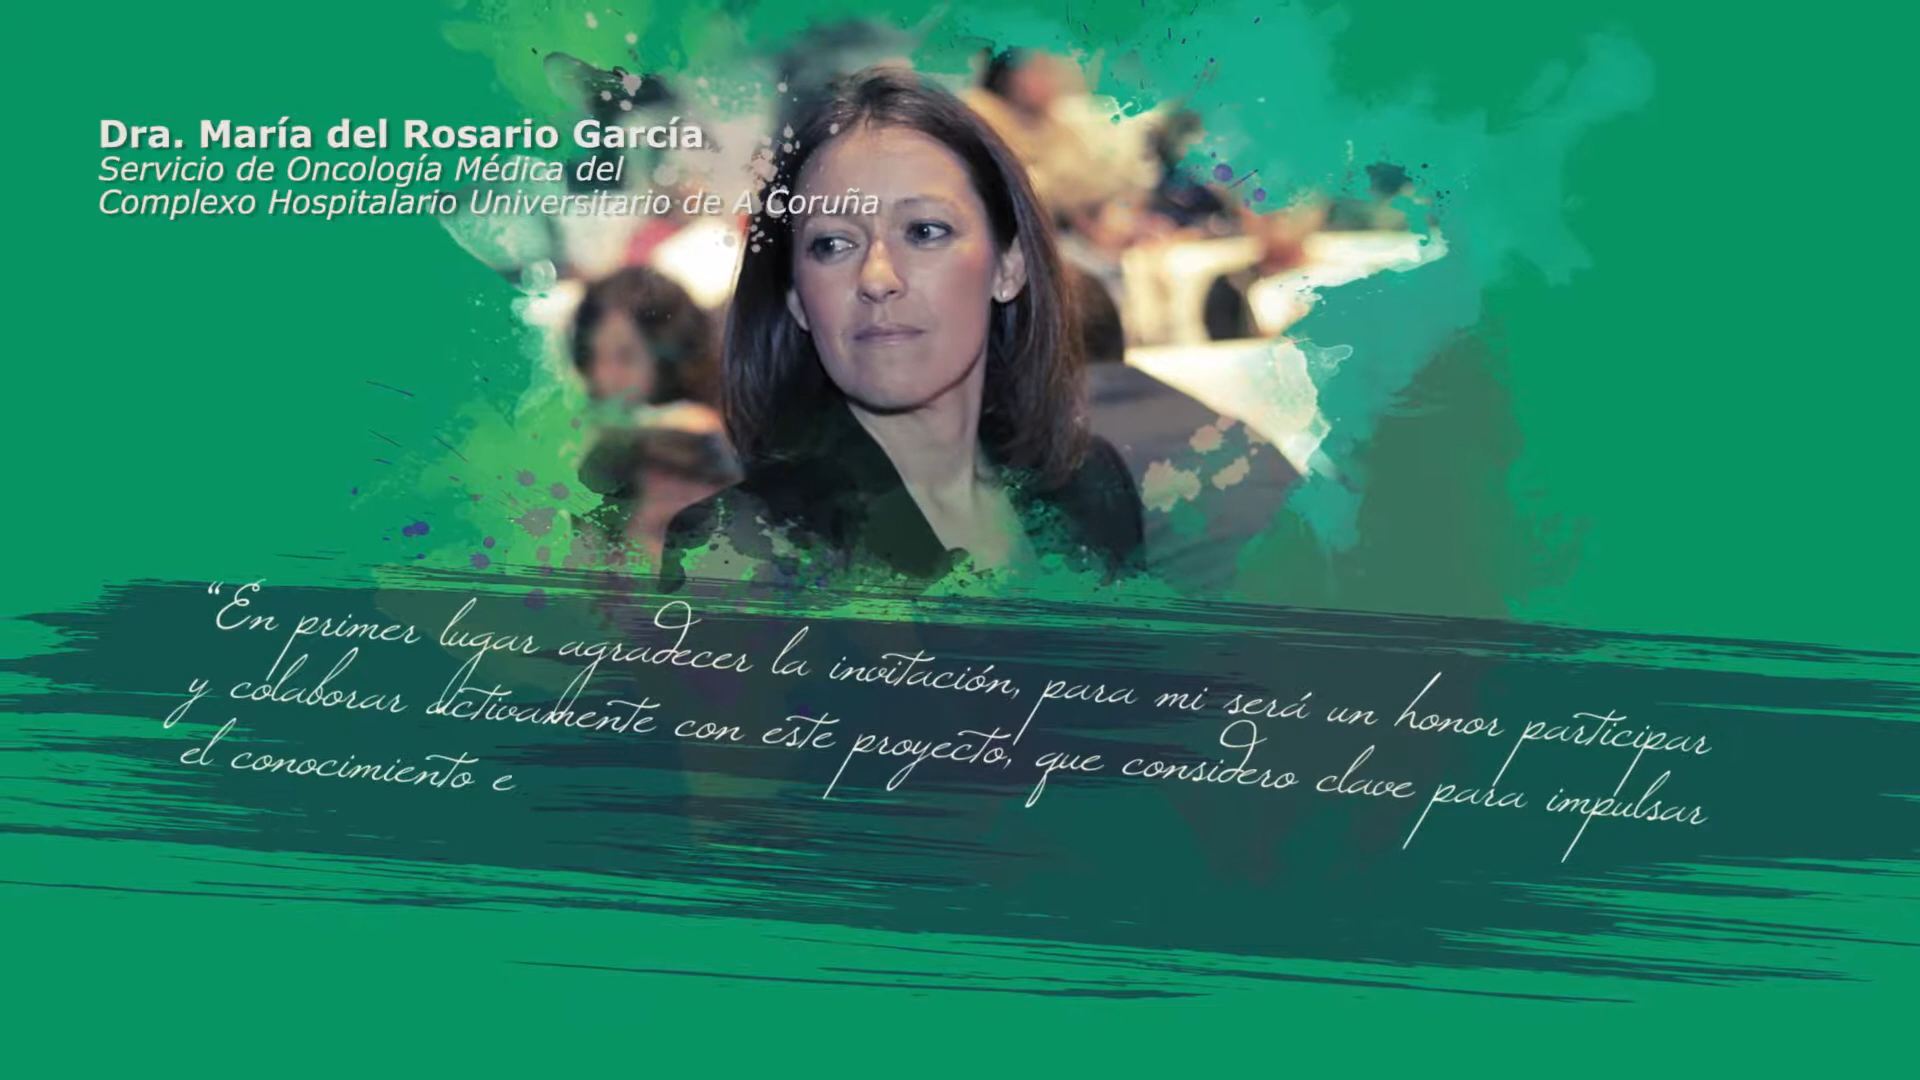 Dra. María del Rosario García
Servicio de Oncología Médica del
Complexo Hospitalario Universitario de A Coruña
“En primer lugar agradecer la invitación, para mi será un honor participar
y colaborar activamente con este proyecto, que considero clave para impulsar
el conocimiento e